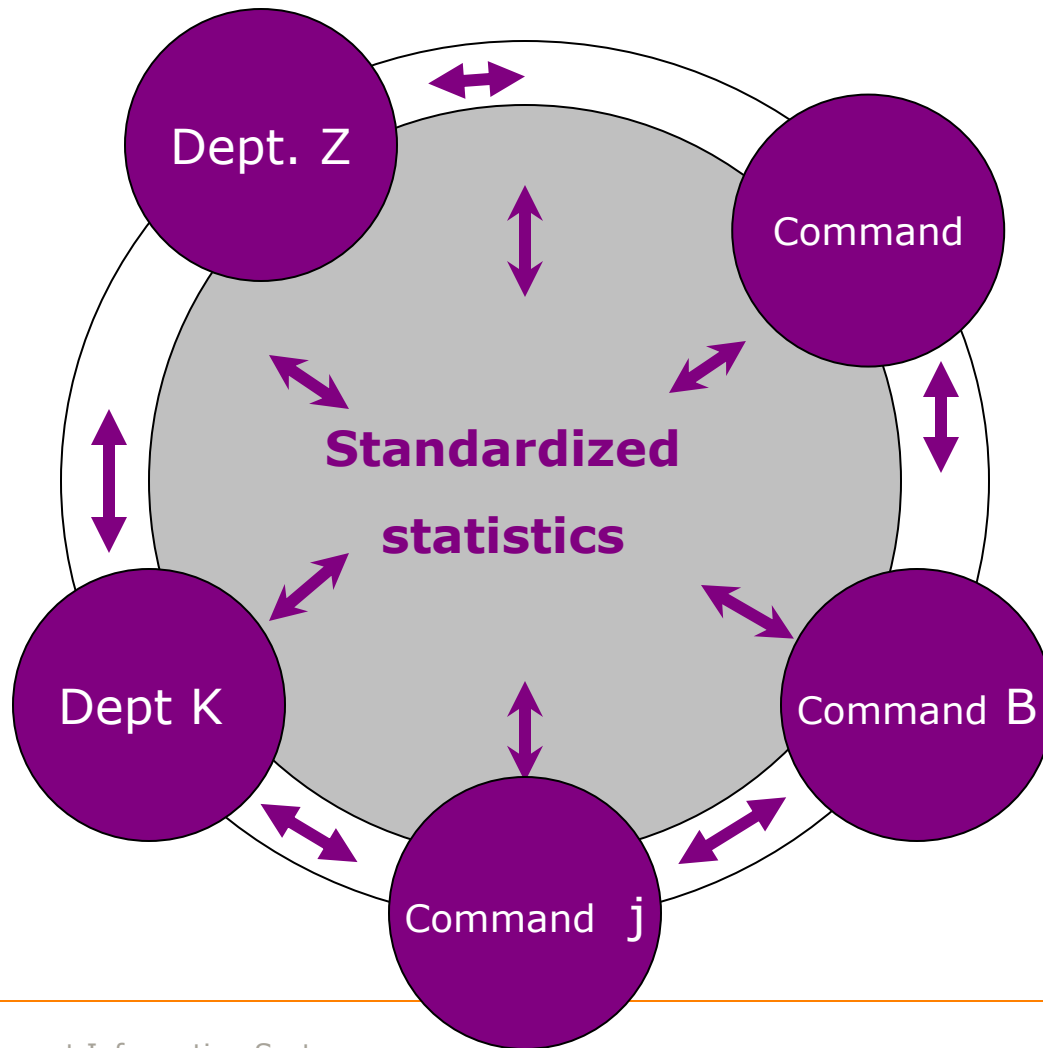 Dept. Z
Command
Standardized
statistics
Dept K
Command B
Command j